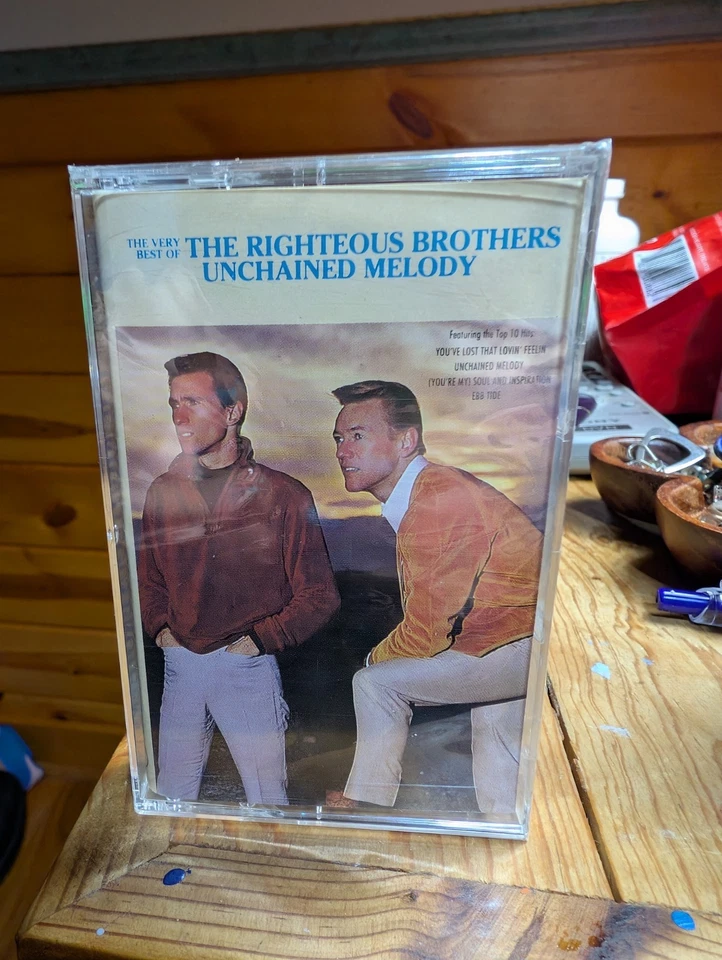 THE VERY BEST OF THE RIGHTEOUS BROTHERS
UNCHAINED MELODY
Featuring the Top 10 Hits:
YOU'VE LOST THAT LOVIN' FEELIN'
UNCHAINED MELODY
(YOU'RE MY) SOUL AND INSPIRATION
EBB TIDE